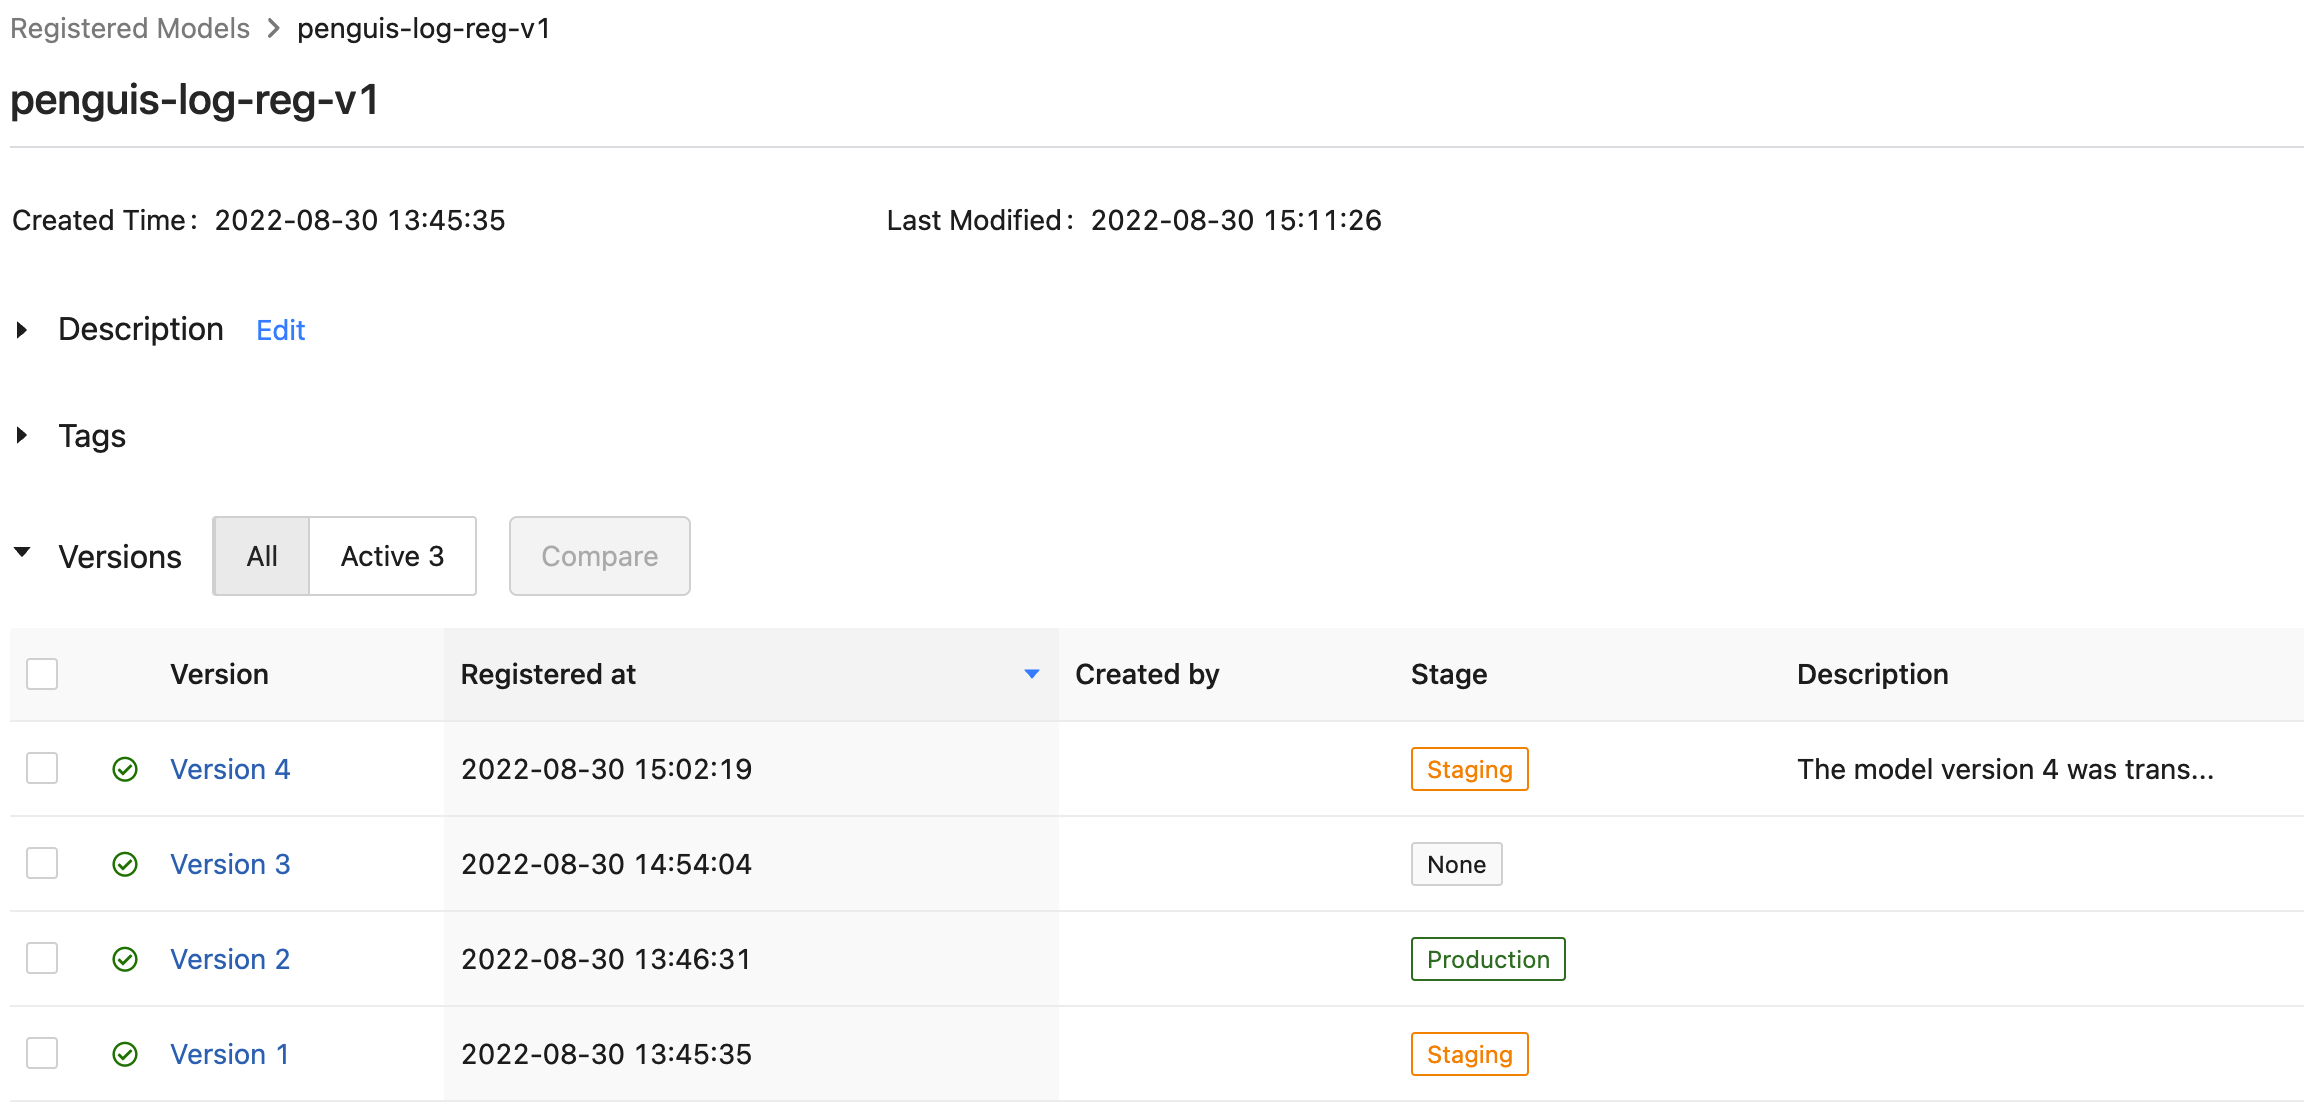 Registered Models > penguis-log-reg-v1
penguis-log-reg-v1
Created Time: 2022-08-30 13:45:35 Last Modified: 2022-08-30 15:11:26
Description Edit
Tags
Versions All Active 3 Compare
Version Registered at Created by Stage Description
Version 4 2022-08-30 15:02:19 Staging The model version 4 was trans...
Version 3 2022-08-30 14:54:04 None
Version 2 2022-08-30 13:46:31 Production
Version 1 2022-08-30 13:45:35 Staging